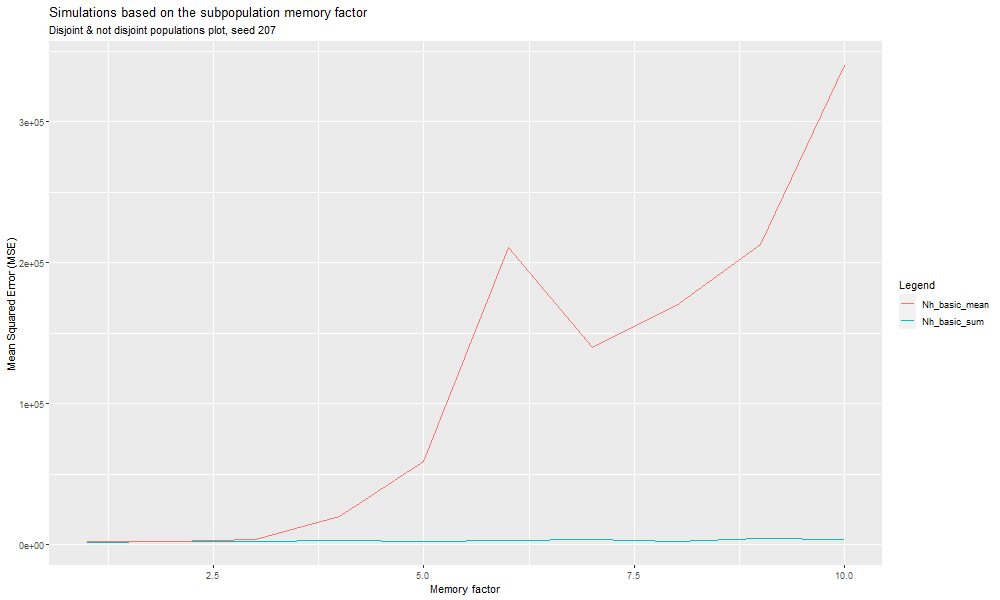 Simulations based on the subpopulation memory factor
Disjoint & not disjoint populations plot, seed 207
Mean Squared Error (MSE)
3e+05
2e+05
1e+05
0e+00
2.5
5.0
7.5
10.0
Memory factor
Legend
Nh_basic_mean
Nh_basic_sum